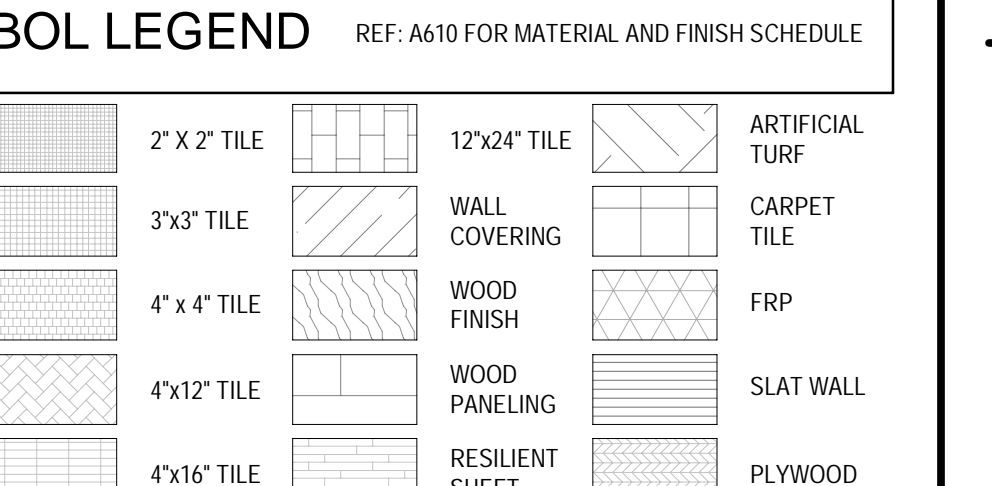 BOL LEGEND
REF: A610 FOR MATERIAL AND FINISH SCHEDULE
2" X 2" TILE
12"x24" TILE
ARTIFICIAL
TURF
3"x3" TILE
WALL
COVERING
CARPET
TILE
4" x 4" TILE
WOOD
FINISH
FRP
4"x12" TILE
WOOD
PANELING
SLAT WALL
4"x16" TILE
RESILIENT
SHEET
PLYWOOD